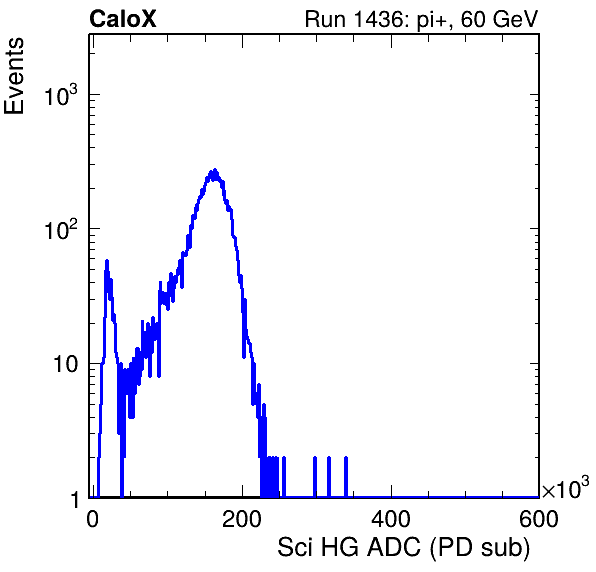 CaloX Run 1436: pi+, 60 GeV
Events
10³
10²
10
1
0 200 400 600
×10³
Sci HG ADC (PD sub)